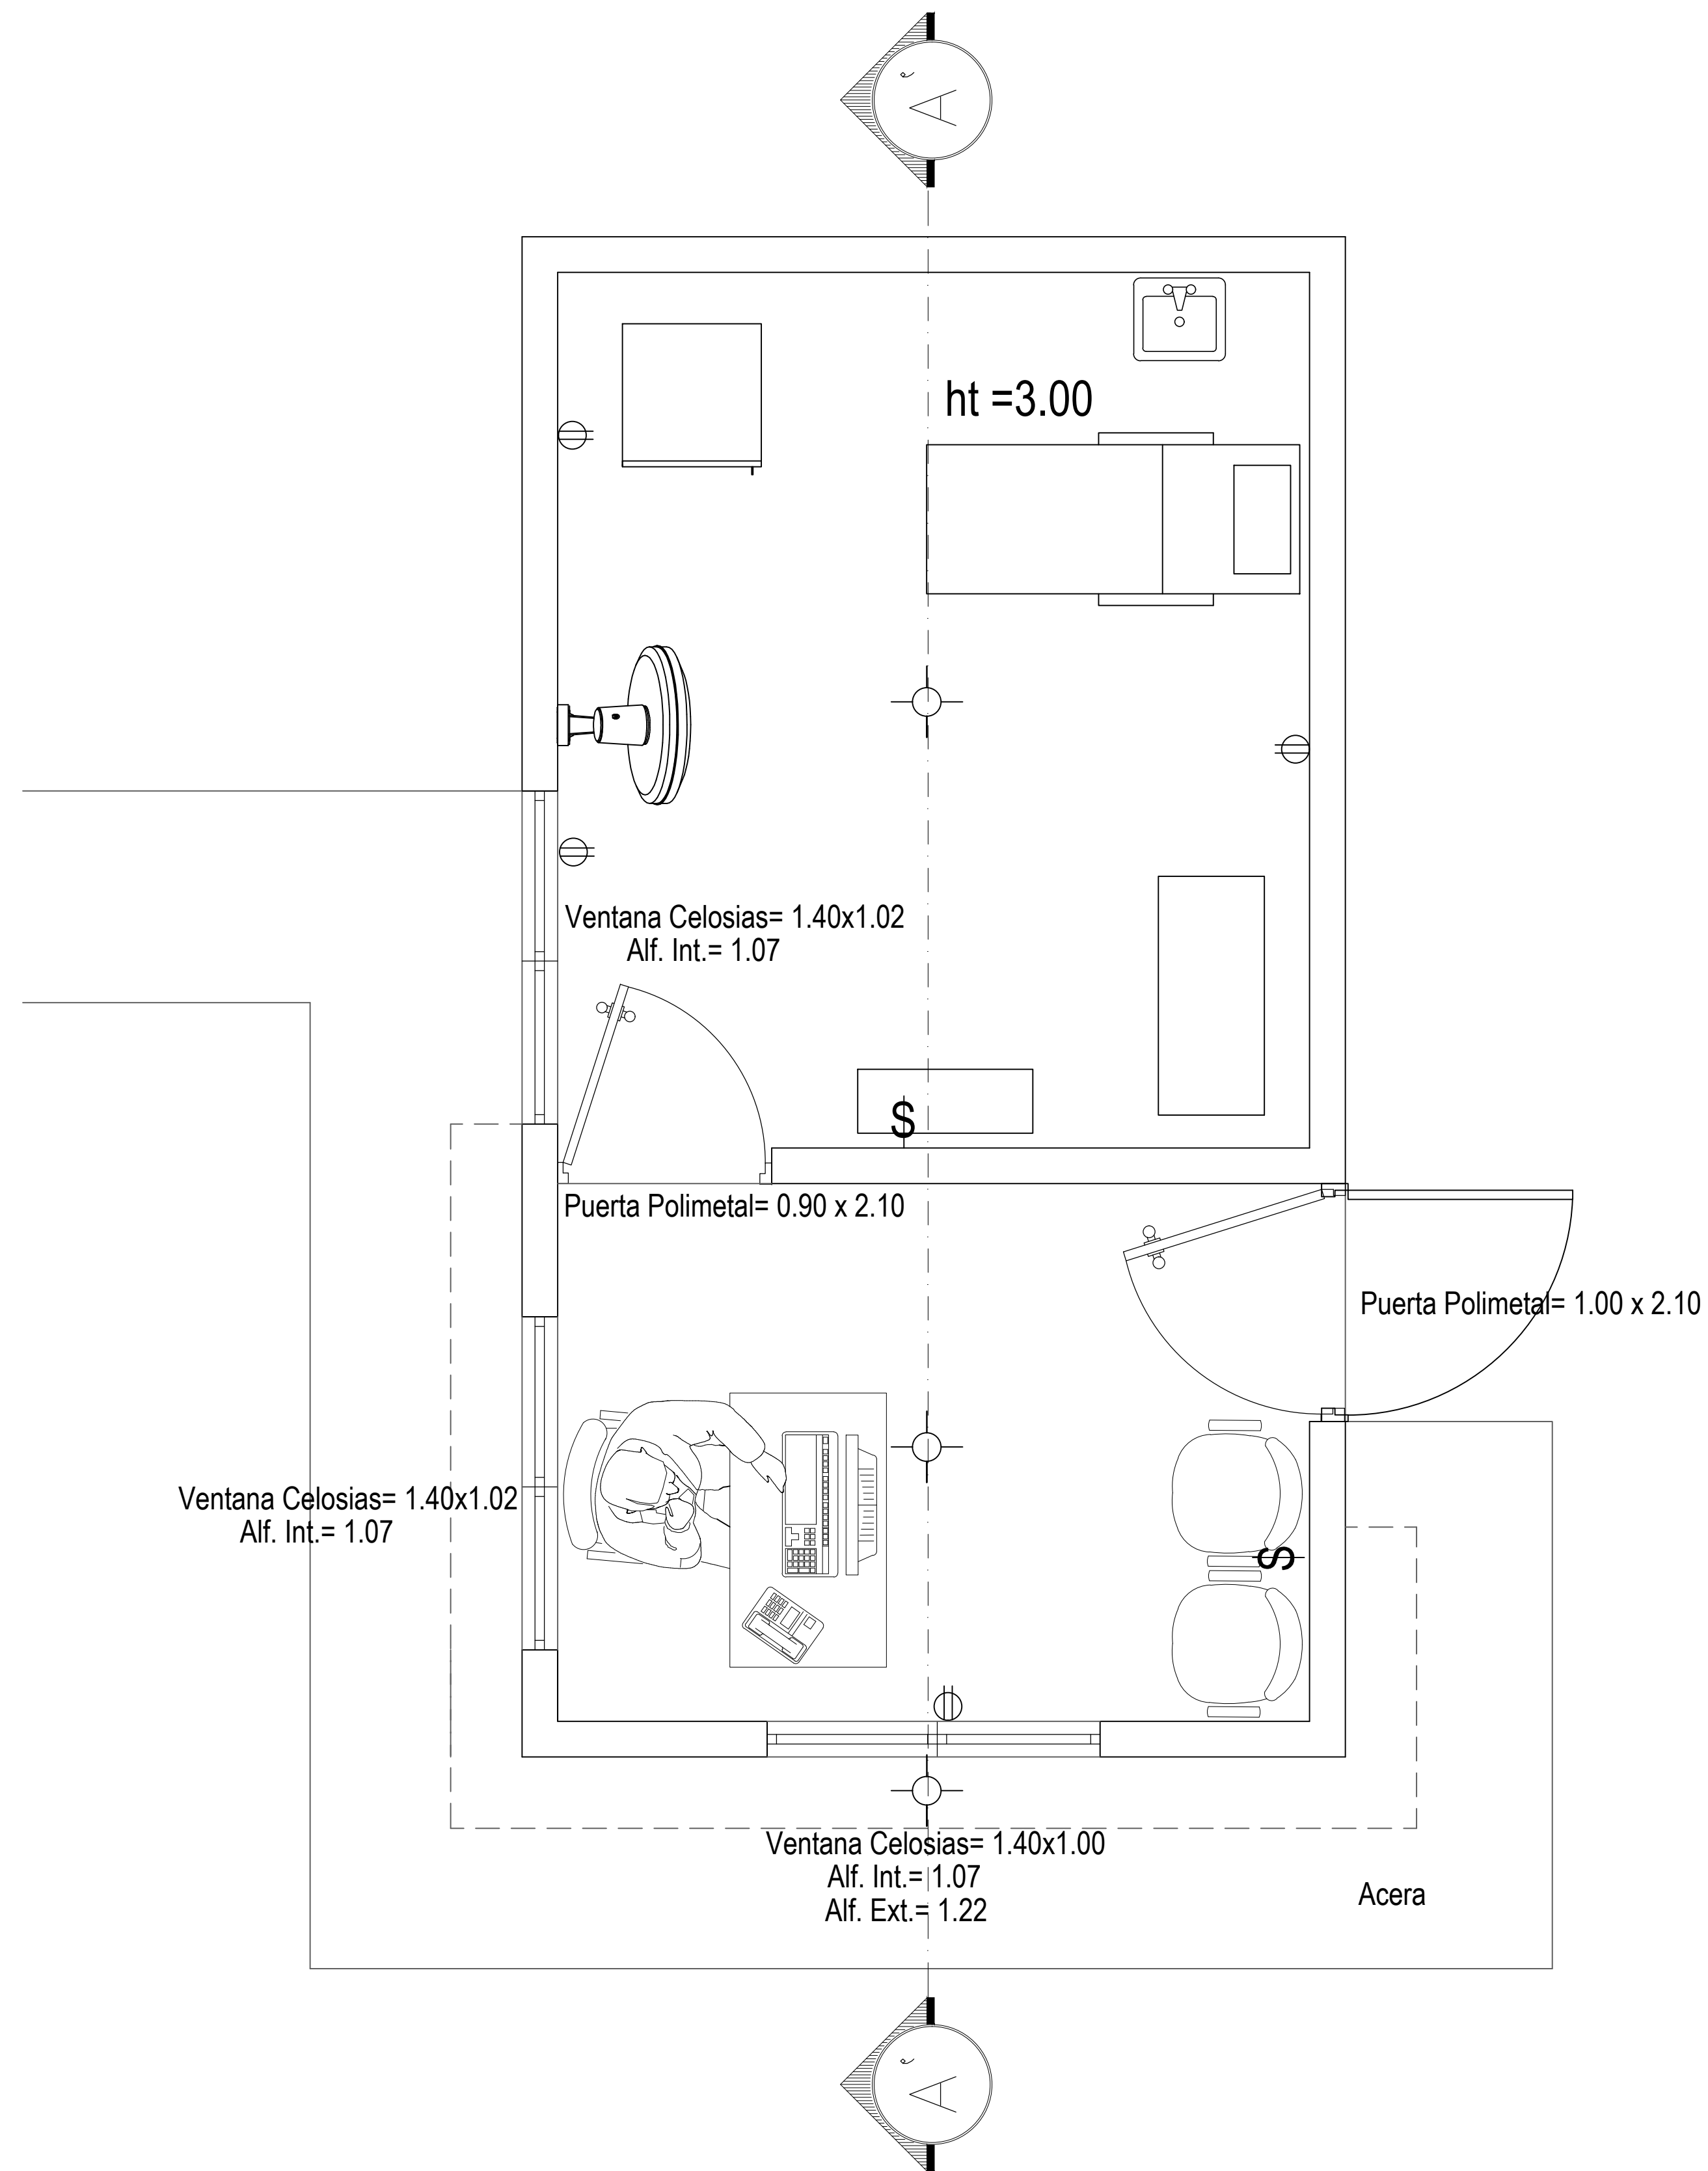 A'
ht =3.00
Ventana Celosias= 1.40x1.02
Alf. Int.= 1.07
S
Puerta Polimetal= 0.90 x 2.10
Puerta Polimetal= 1.00 x 2.10
Ventana Celosias= 1.40x1.02
Alf. Int.= 1.07
S
Ventana Celosias= 1.40x1.00
Alf. Int.= 1.07
Alf. Ext.= 1.22
Acera
A'